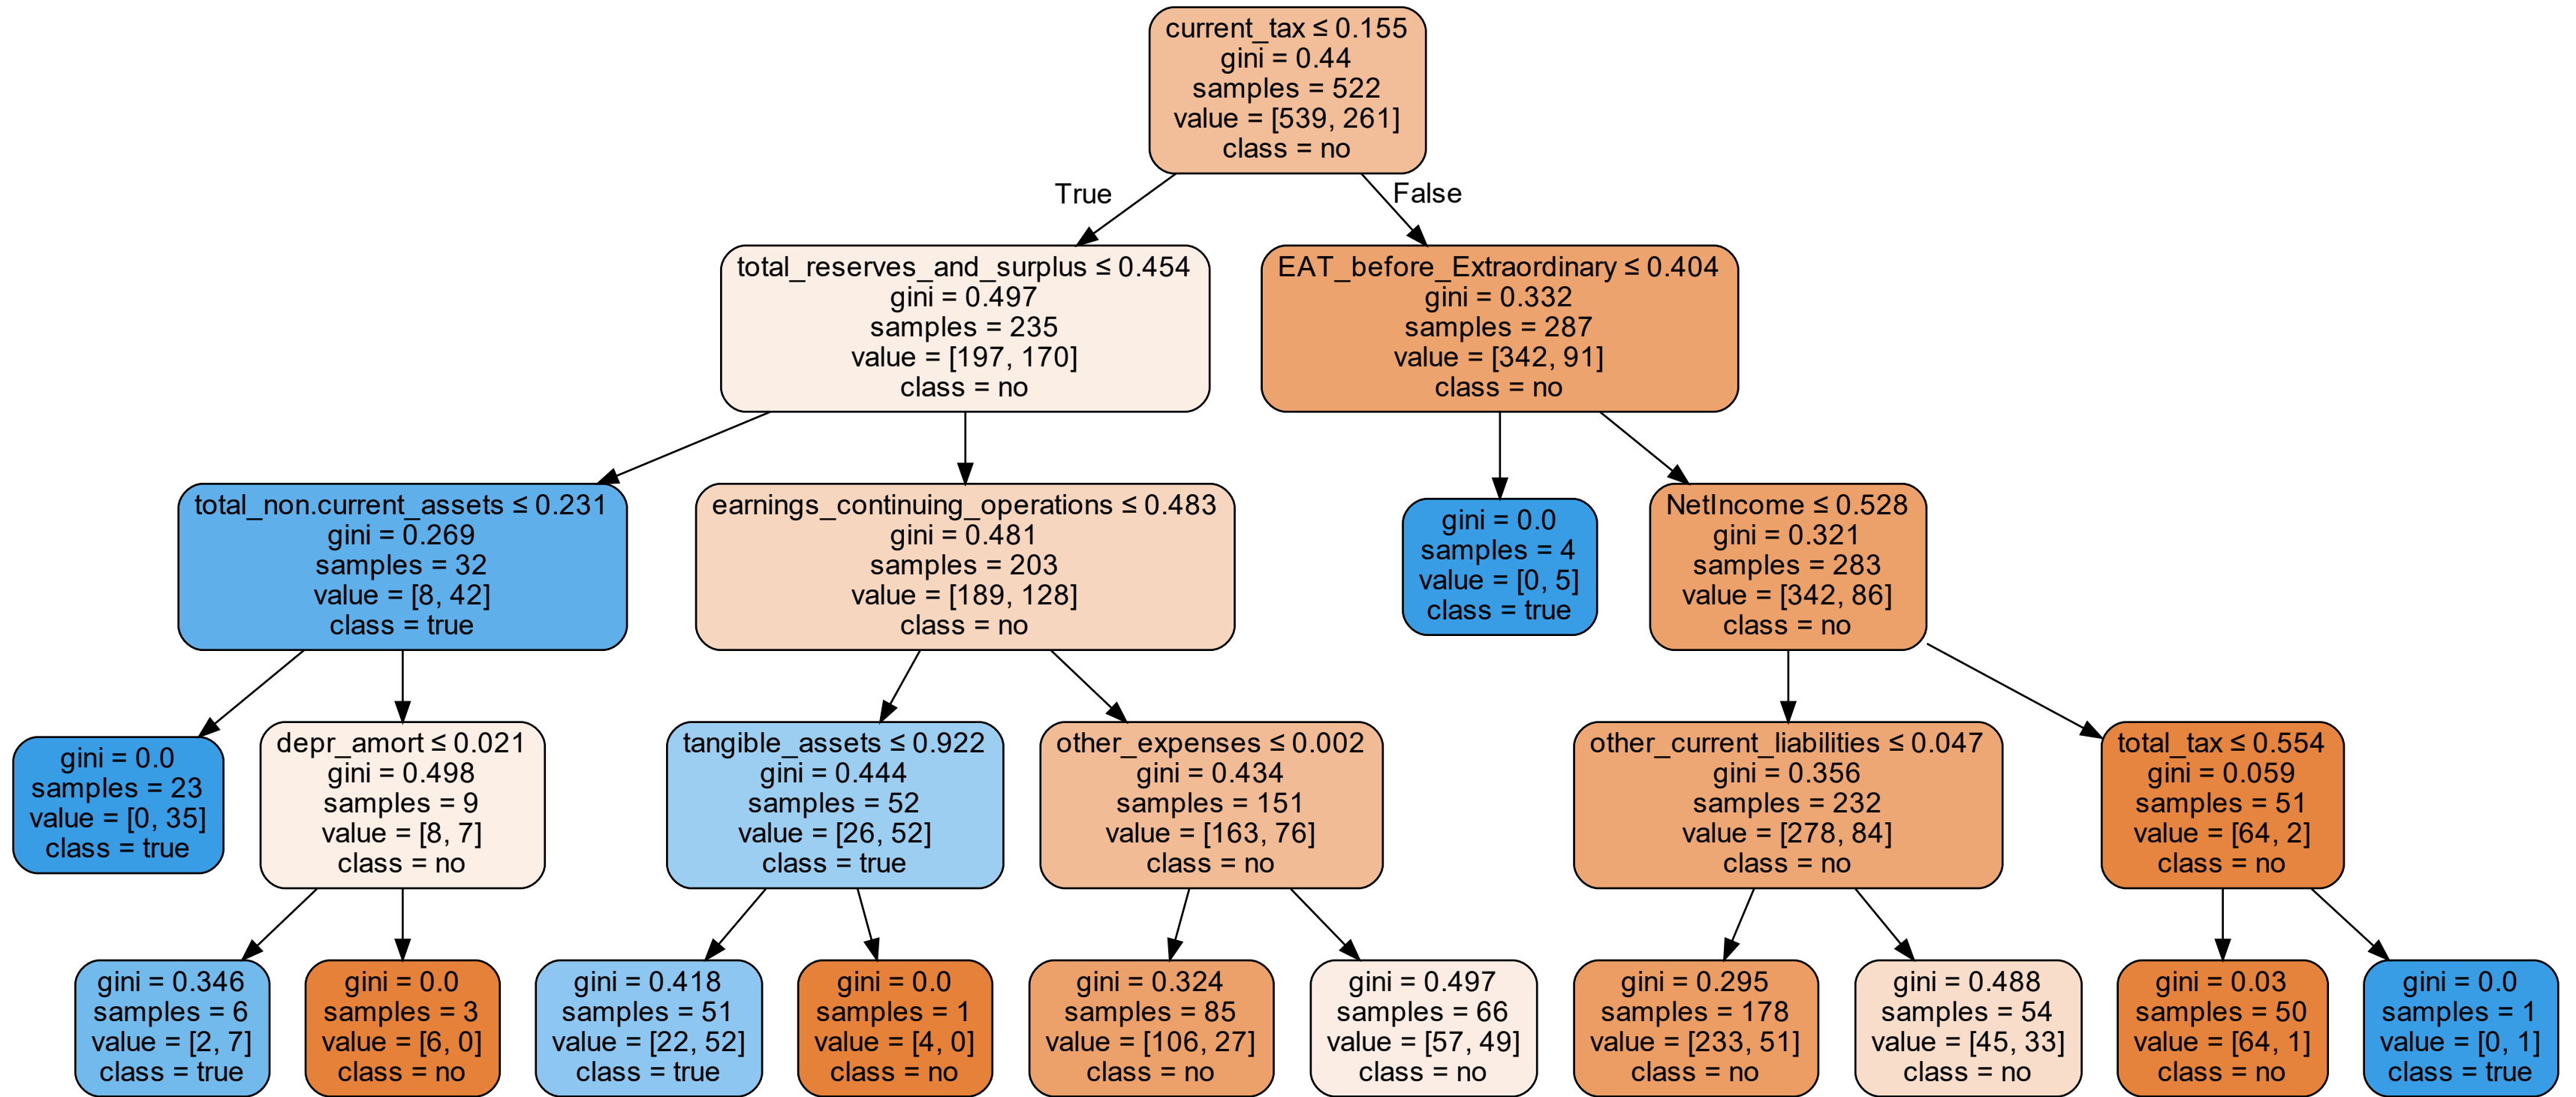 current_tax ≤ 0.155
gini = 0.44
samples = 522
value = [539, 261]
class = no
True
False
total_reserves_and_surplus ≤ 0.454
gini = 0.497
samples = 235
value = [197, 170]
class = no
EAT_before_Extraordinary ≤ 0.404
gini = 0.332
samples = 287
value = [342, 91]
class = no
total_non.current_assets ≤ 0.231
gini = 0.269
samples = 32
value = [8, 42]
class = true
earnings_continuing_operations ≤ 0.483
gini = 0.481
samples = 203
value = [189, 128]
class = no
gini = 0.0
samples = 4
value = [0, 5]
class = true
NetIncome ≤ 0.528
gini = 0.321
samples = 283
value = [342, 86]
class = no
gini = 0.0
samples = 23
value = [0, 35]
class = true
depr_amort ≤ 0.021
gini = 0.498
samples = 9
value = [8, 7]
class = no
tangible_assets ≤ 0.922
gini = 0.444
samples = 52
value = [26, 52]
class = true
other_expenses ≤ 0.002
gini = 0.434
samples = 151
value = [163, 76]
class = no
other_current_liabilities ≤ 0.047
gini = 0.356
samples = 232
value = [278, 84]
class = no
total_tax ≤ 0.554
gini = 0.059
samples = 51
value = [64, 2]
class = no
gini = 0.346
samples = 6
value = [2, 7]
class = true
gini = 0.0
samples = 3
value = [6, 0]
class = no
gini = 0.418
samples = 51
value = [22, 52]
class = true
gini = 0.0
samples = 1
value = [4, 0]
class = no
gini = 0.324
samples = 85
value = [106, 27]
class = no
gini = 0.497
samples = 66
value = [57, 49]
class = no
gini = 0.295
samples = 178
value = [233, 51]
class = no
gini = 0.488
samples = 54
value = [45, 33]
class = no
gini = 0.03
samples = 50
value = [64, 1]
class = no
gini = 0.0
samples = 1
value = [0, 1]
class = true